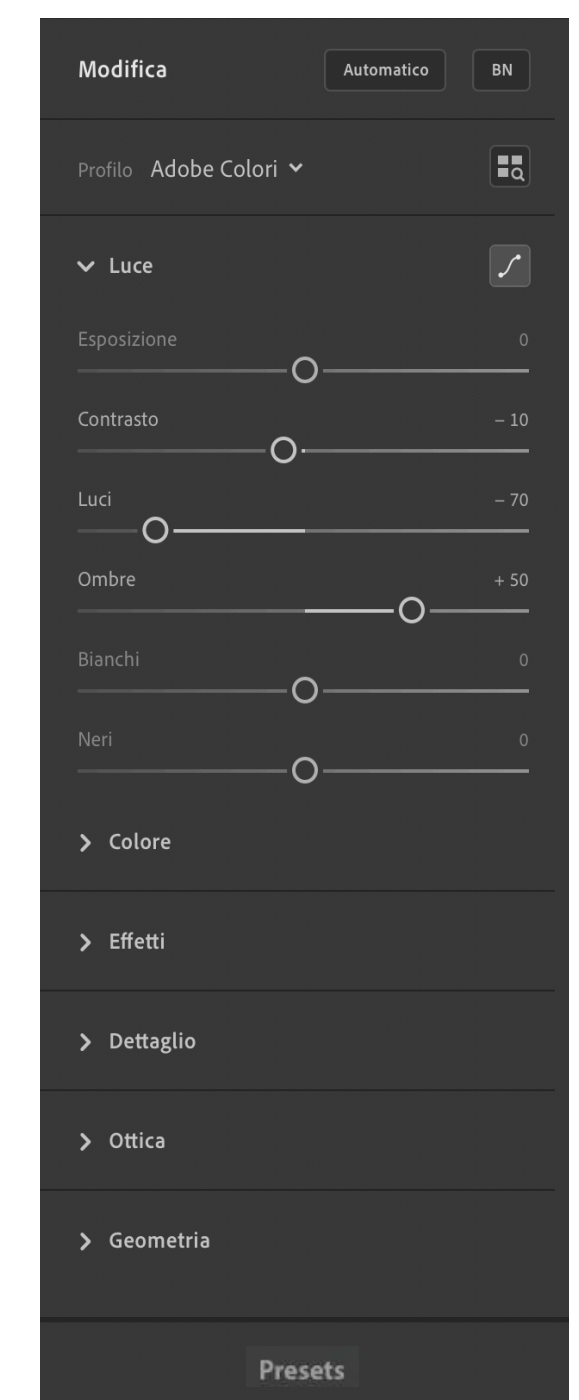 Modifica Automatico BN
Profilo Adobe Colori
Luce
Esposizione 0
Contrasto – 10
Luci – 70
Ombre + 50
Bianchi 0
Neri 0
Colore
Effetti
Dettaglio
Ottica
Geometria
Presets